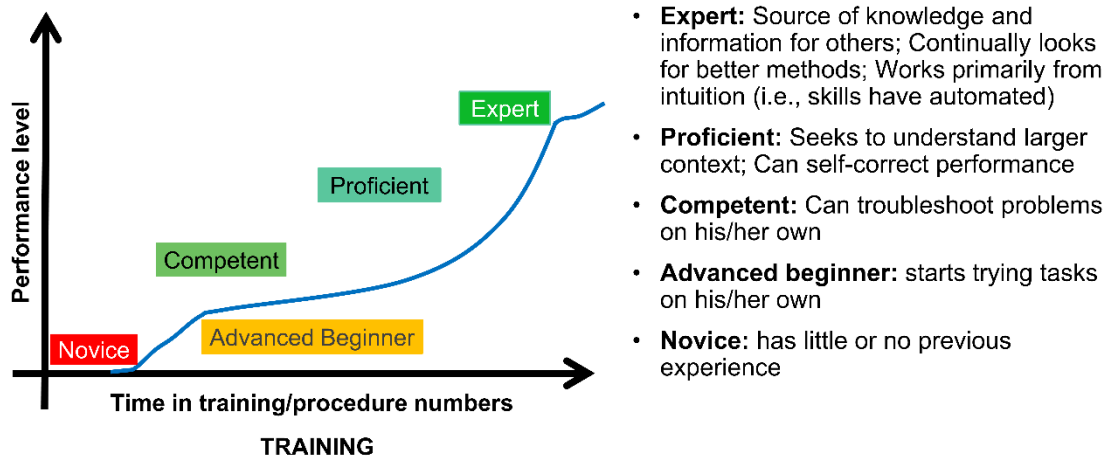 Performance level
Expert
Proficient
Competent
Advanced Beginner
Novice
Time in training/procedure numbers
TRAINING
• Expert: Source of knowledge and
information for others; Continually looks
for better methods; Works primarily from
intuition (i.e., skills have automated)
• Proficient: Seeks to understand larger
context; Can self-correct performance
• Competent: Can troubleshoot problems
on his/her own
• Advanced beginner: starts trying tasks
on his/her own
• Novice: has little or no previous
experience